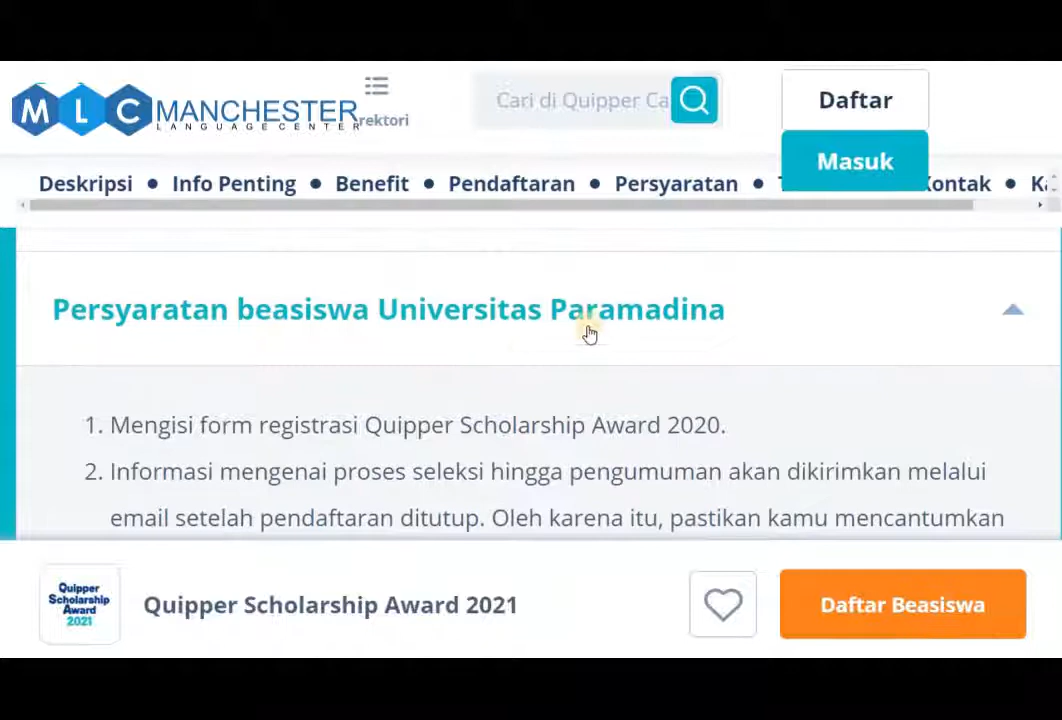 MLC MANCHESTER
LANGUAGE CENTER
rektori
Cari di Quipper Ca
Daftar
Masuk
Deskripsi • Info Penting • Benefit • Pendaftaran • Persyaratan • T
ontak • Ka
Persyaratan beasiswa Universitas Paramadina
1. Mengisi form registrasi Quipper Scholarship Award 2020.
2. Informasi mengenai proses seleksi hingga pengumuman akan dikirimkan melalui
email setelah pendaftaran ditutup. Oleh karena itu, pastikan kamu mencantumkan
Quipper
Scholarship
Award
2021
Quipper Scholarship Award 2021
Daftar Beasiswa